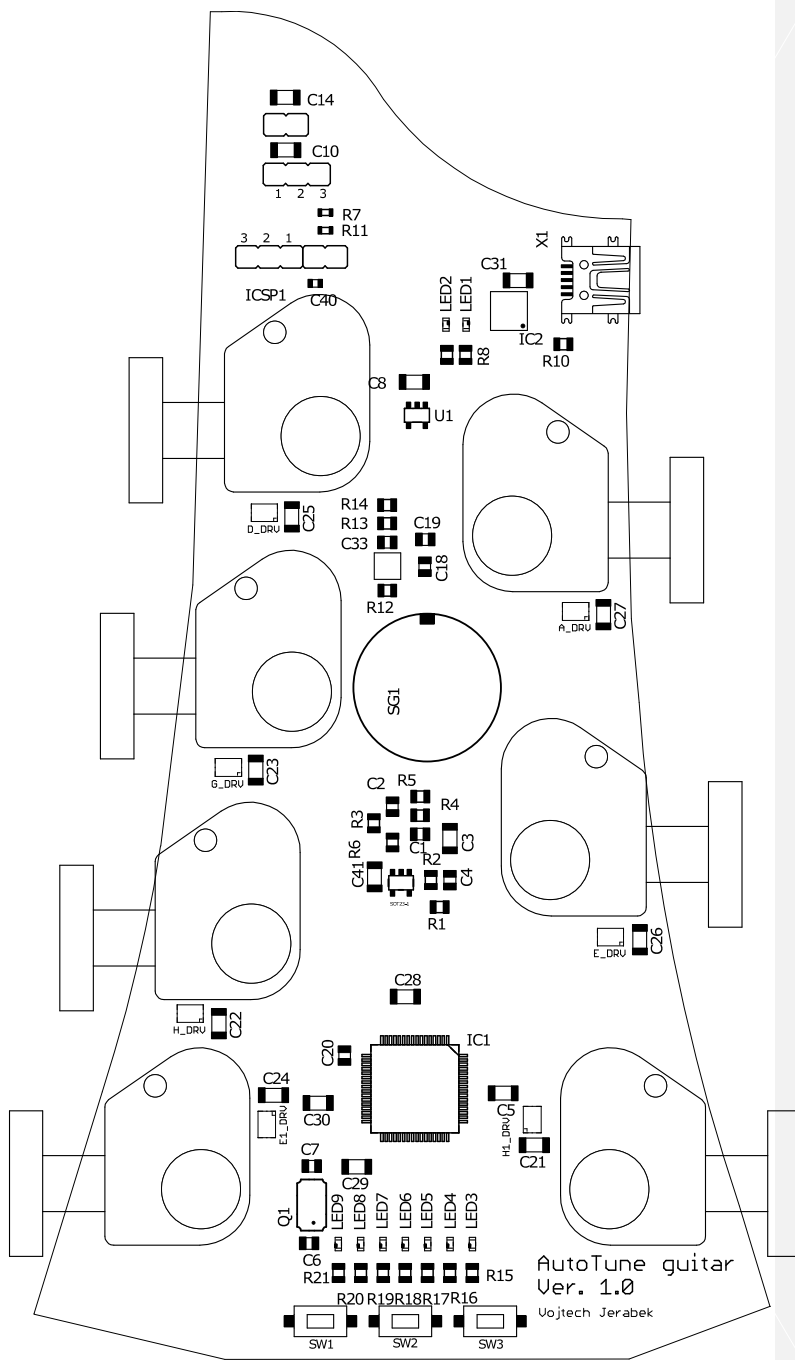 C14
C10
1 2 3
R7
R11
3 2 1
ICSP1
C40
X1
C31
LED2
LED1
IC2
R10
R8
C8
U1
R14
R13
C33
C19
C18
R12
D_DRV
C25
A_DRV
C27
SG1
G_DRV
C23
C2
R5
R4
R3
R6
C1
C3
C41
R2
C4
SOT23-L
R1
E_DRV
C26
C28
H_DRV
C22
C20
IC1
C24
E1_DRV
C30
C5
H1_DRV
C21
C7
C29
Q1
LED9
LED8
LED7
LED6
LED5
LED4
LED3
C6
R21
R15
R20
R19
R18
R17
R16
SW1
SW2
SW3
AutoTune guitar
Ver. 1.0
Vojtech Jerabek